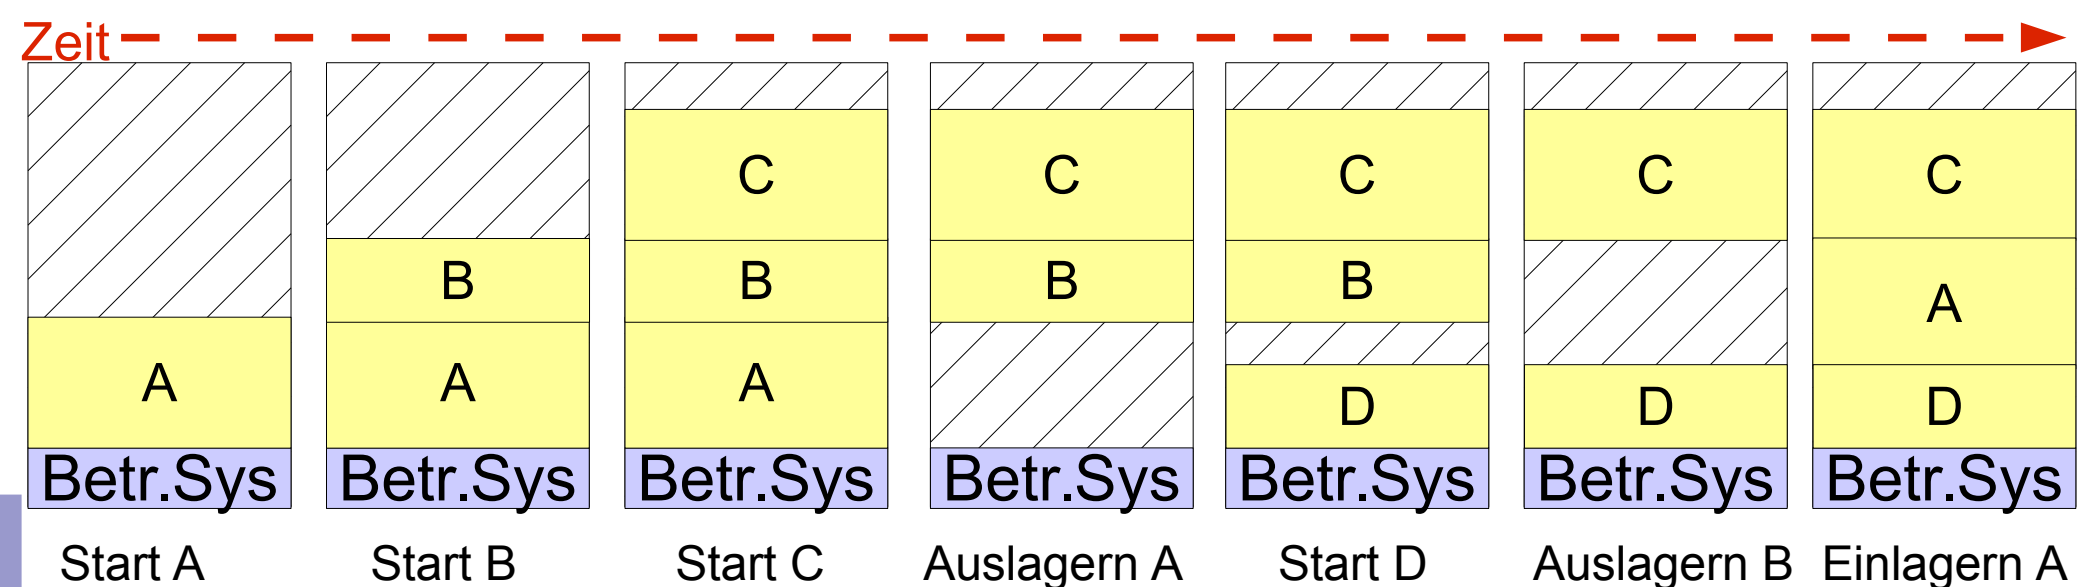 Zeit
C C C C C
B B B B A
A A A D D D
Betr.Sys Betr.Sys Betr.Sys Betr.Sys Betr.Sys Betr.Sys Betr.Sys
Start A Start B Start C Auslagern A Start D Auslagern B Einlagern A